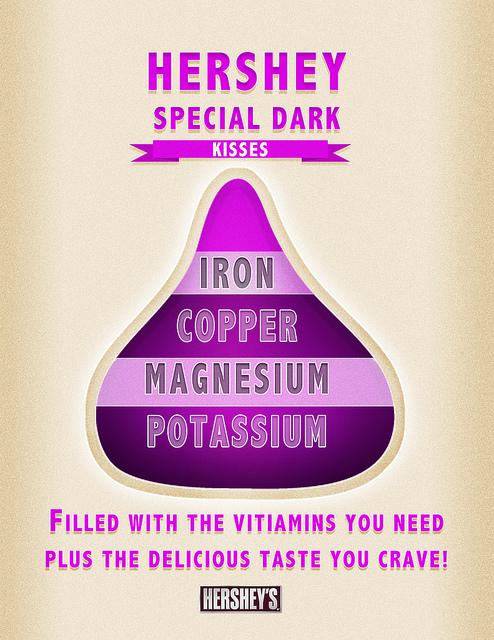 HERSHEY
SPECIAL DARK
KISSES
IRON
COPPER
MAGNESIUM
POTASSIUM
FILLED WITH THE VITIAMINS YOU NEED
PLUS THE DELICIOUS TASTE YOU CRAVE!
HERSHEY'S